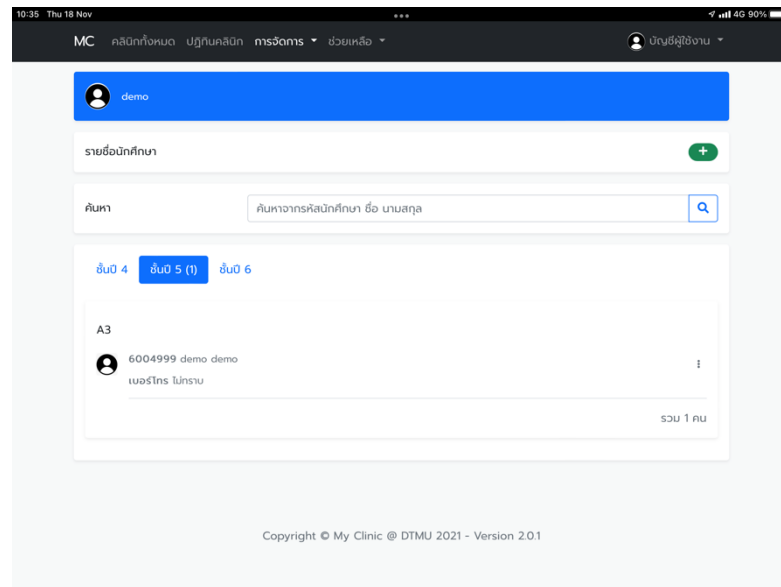 10:35 Thu 18 Nov
4G 90%
MC คลินิกทั้งหมด ปฏิทินคลินิก การจัดการ ช่วยเหลือ บัญชีผู้ใช้งาน
demo
รายชื่อนักศึกษา
ค้นหา ค้นหาจากรหัสนักศึกษา ชื่อ นามสกุล
ชั้นปี 4 ชั้นปี 5 (1) ชั้นปี 6
A3
6004999 demo demo
เบอร์โทร ไม่ทราบ
รวม 1 คน
Copyright © My Clinic @ DTMU 2021 - Version 2.0.1